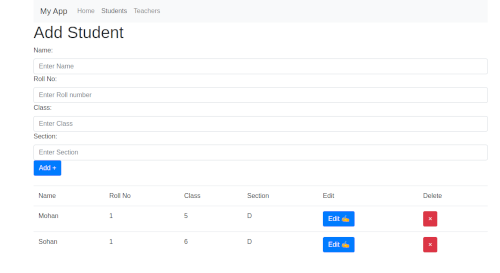 My App Home Students Teachers
Add Student
Name:
Enter Name
Roll No:
Enter Roll number
Class:
Enter Class
Section:
Enter Section
Add +
Name Roll No Class Section Edit Delete
Mohan 1 5 D Edit ✍ ×
Sohan 1 6 D Edit ✍ ×